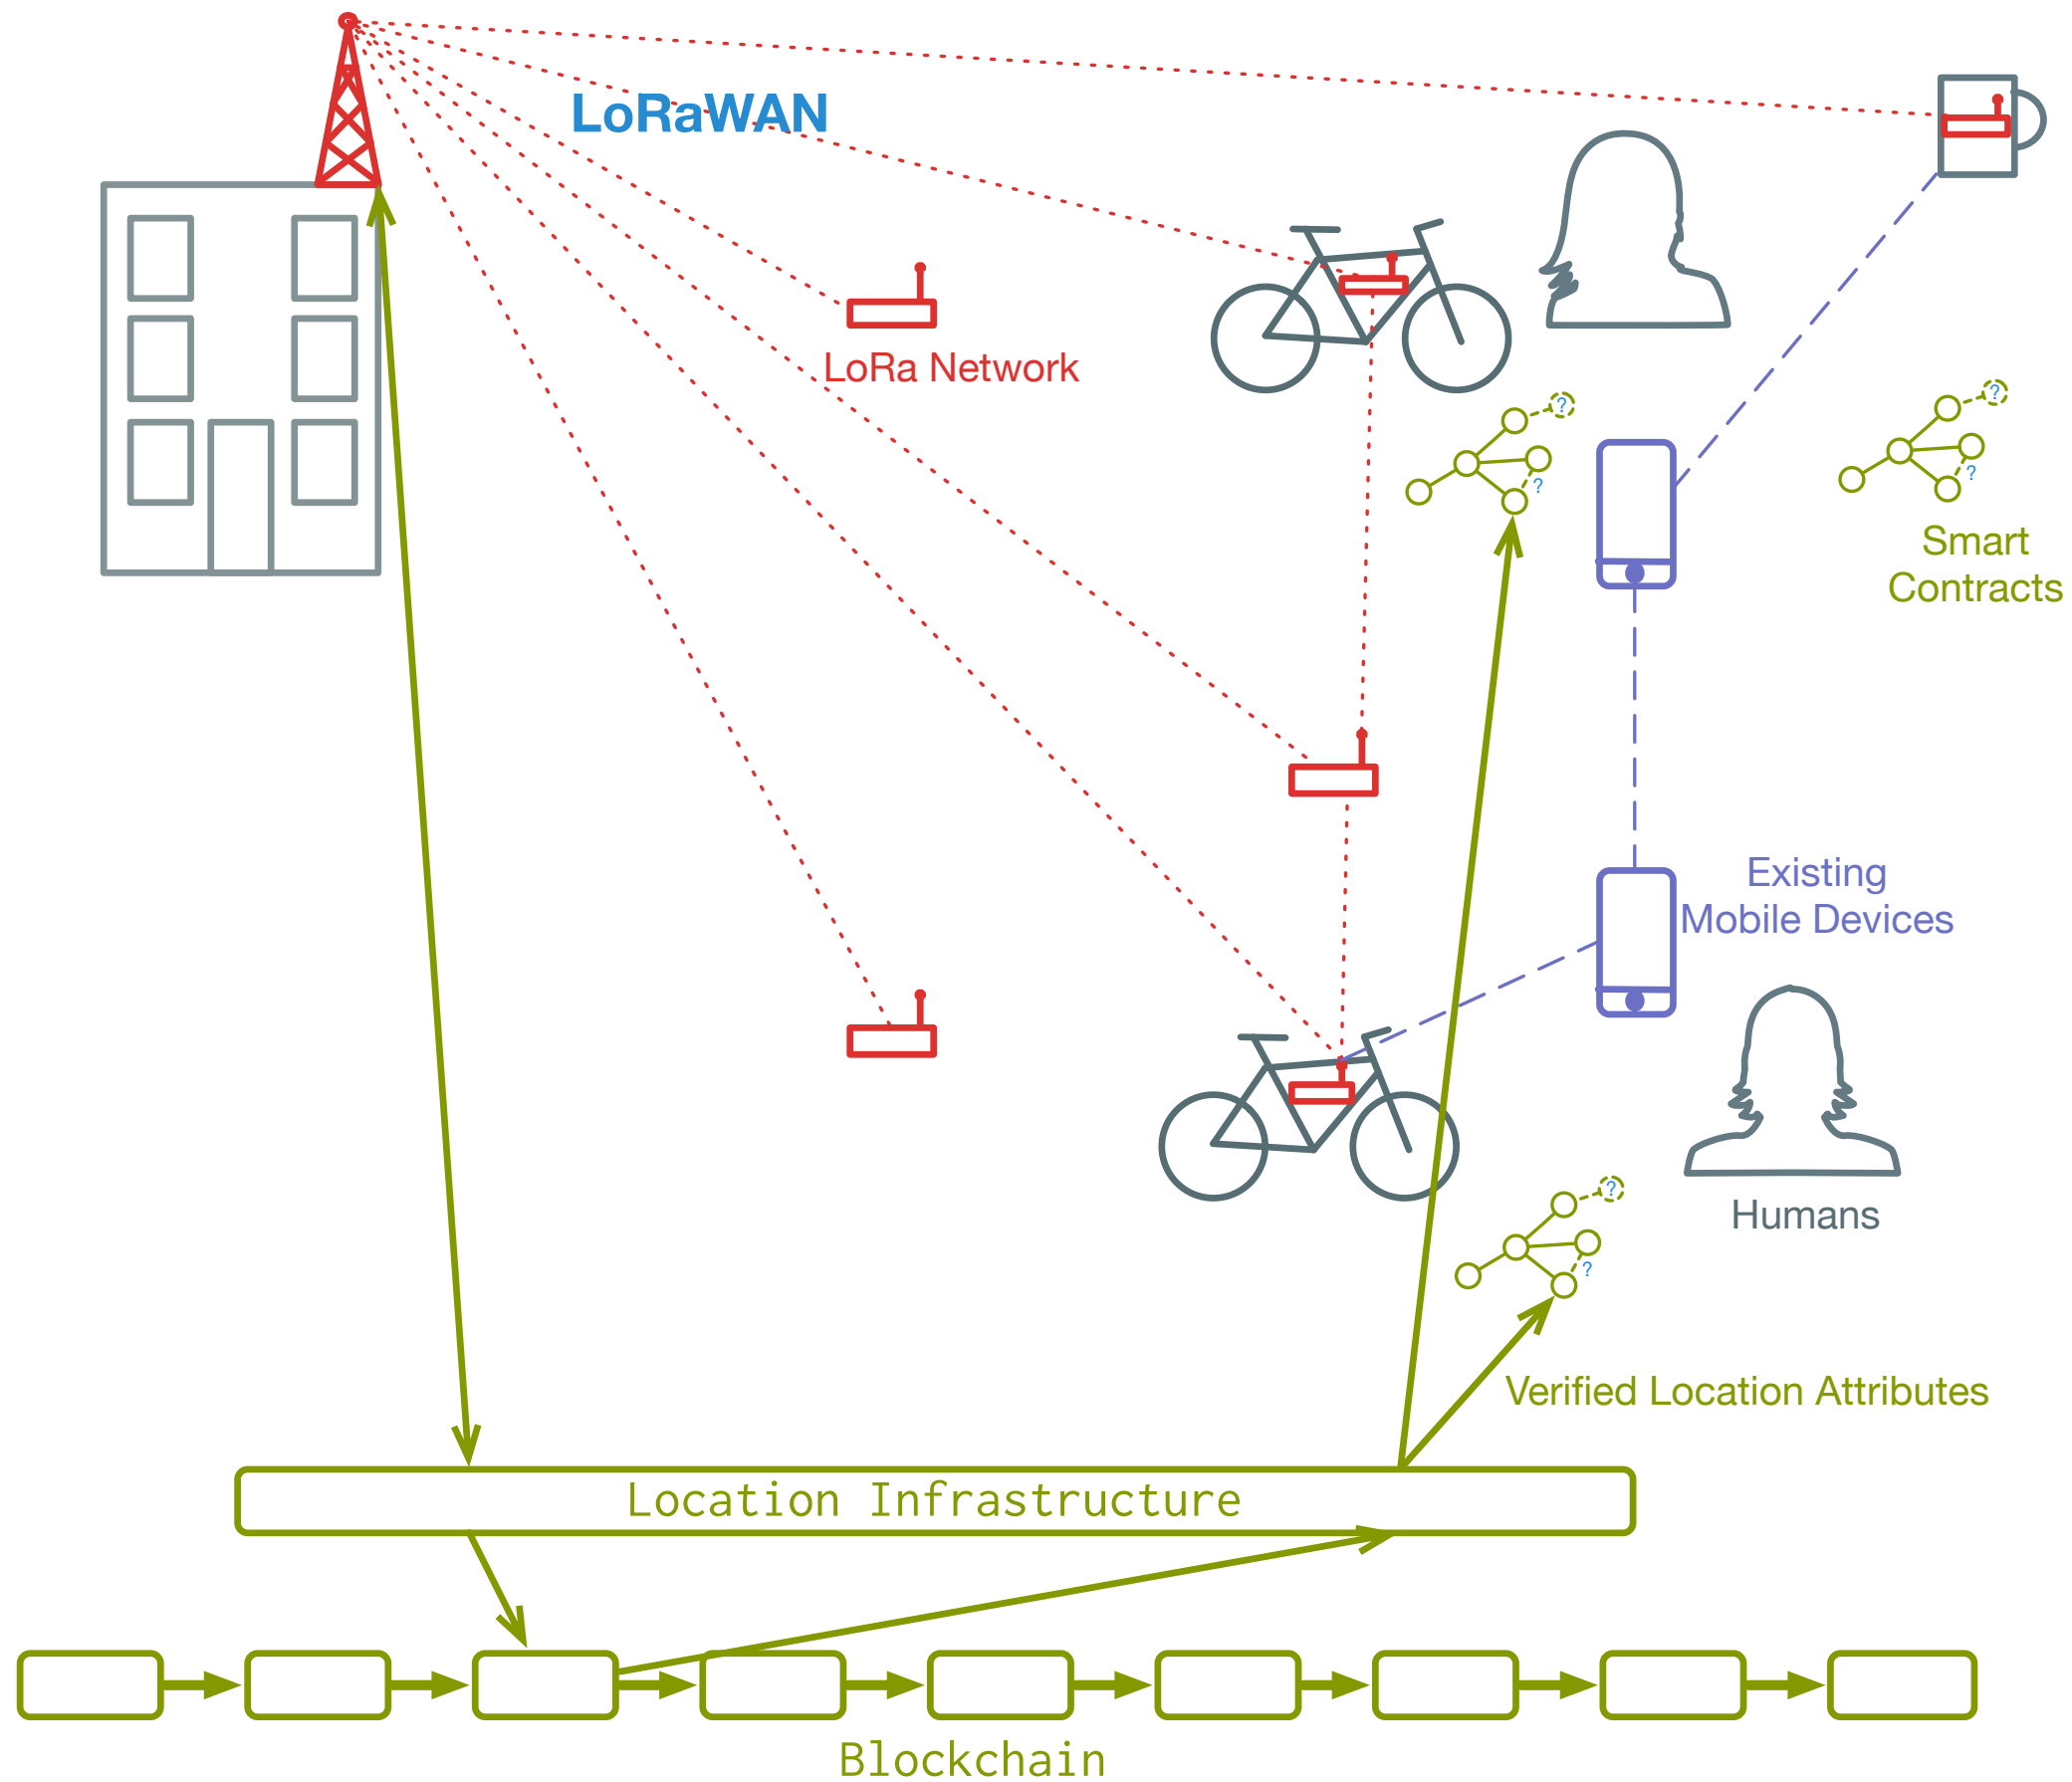 LoRaWAN
LoRa Network
?
?
?
?
Smart
Contracts
Existing
Mobile Devices
Humans
?
?
Verified Location Attributes
Location Infrastructure
Blockchain